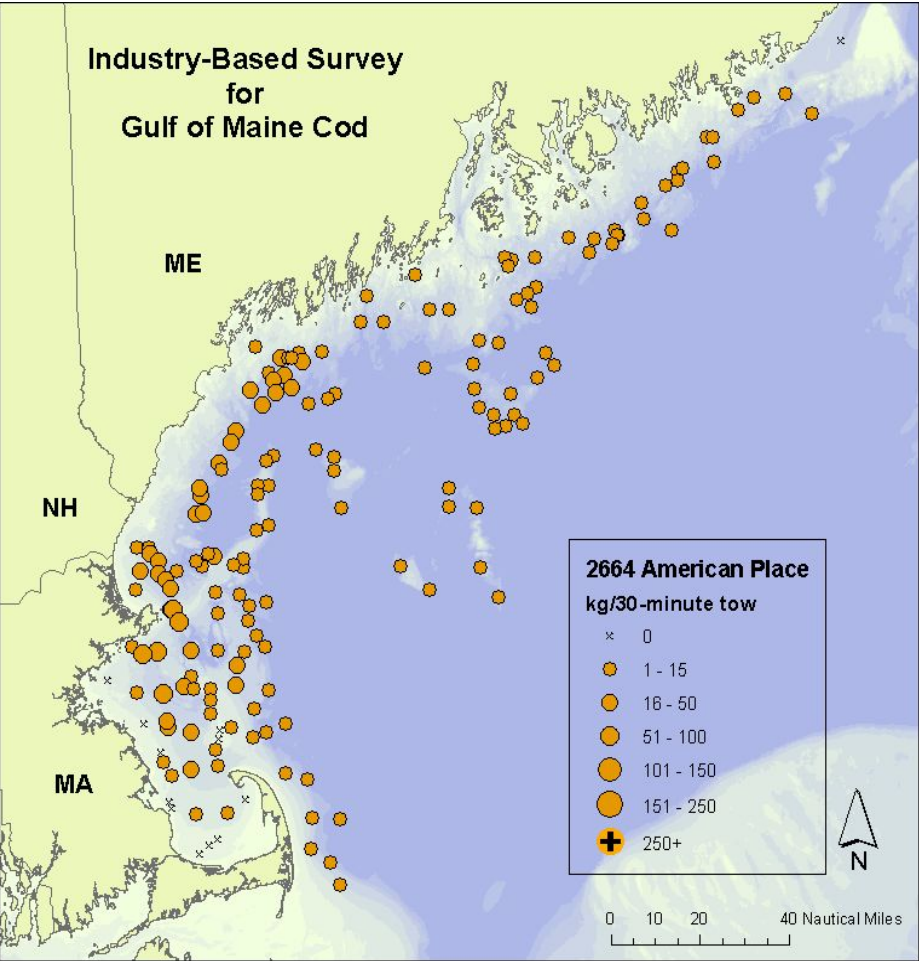 Industry-Based Survey
for
Gulf of Maine Cod
ME
NH
MA
2664 American Place
kg/30-minute tow
0
1 - 15
16 - 50
51 - 100
101 - 150
151 - 250
250+
N
0 10 20 40 Nautical Miles